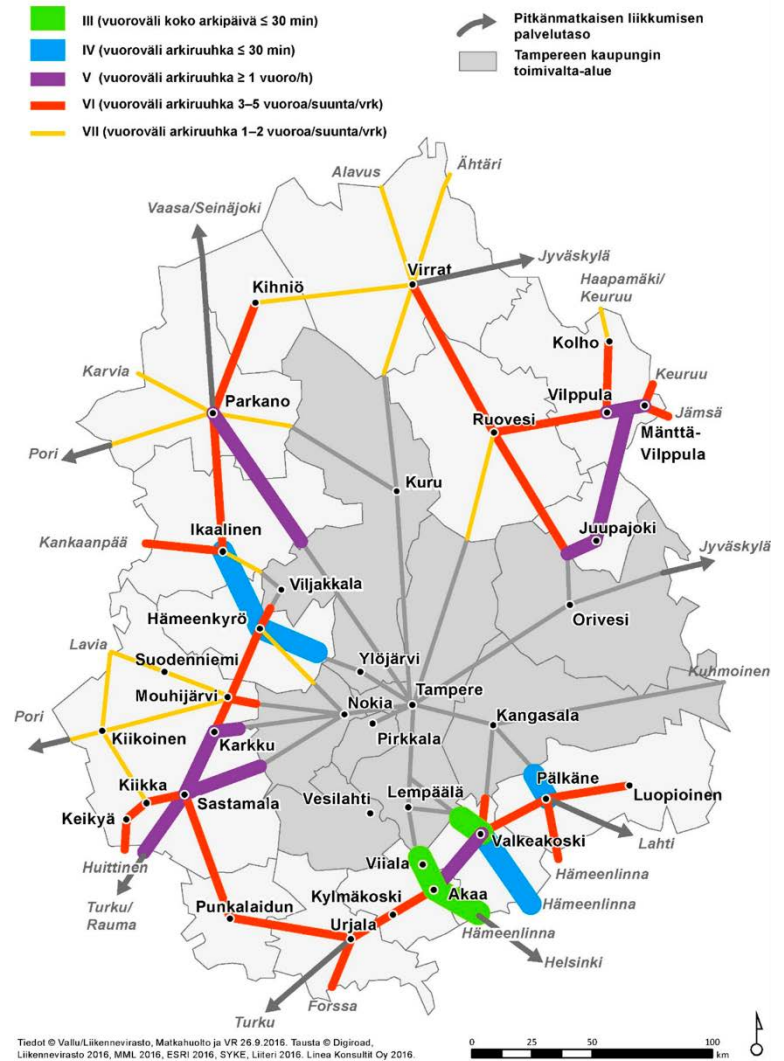 III (vuoroväli koko arkipäivä ≤ 30 min)
IV (vuoroväli arkiruuhka ≤ 30 min)
V (vuoroväli arkiruuhka ≥ 1 vuoro/h)
VI (vuoroväli arkiruuhka 3–5 vuoroa/suunta/vrk)
VII (vuoroväli arkiruuhka 1–2 vuoroa/suunta/vrk)
Pitkänmatkaisen liikkumisen
palvelutaso
Tampereen kaupungin
toimivalta-alue
Alavus
Ähtäri
Vaasa/Seinäjoki
Virrat
Jyväskylä
Kihniö
Haapamäki/
Keuruu
Kolho
Karvia
Keuruu
Parkano
Vilppula
Jämsä
Ruovesi
Mänttä-
Vilppula
Pori
Kuru
Ikaalinen
Juupajoki
Kankaanpää
Jyväskylä
Viljakkala
Hämeenkyrö
Orivesi
Lavia
Suodenniemi
Ylöjärvi
Kuhmoinen
Mouhijärvi
Tampere
Nokia
Kangasala
Pori
Kiikoinen
Karkku
Pirkkala
Pälkäne
Kiikka
Luopioinen
Keikyä
Sastamala
Vesilahti
Lempäälä
Valkeakoski
Lahti
Huittinen
Viiala
Hämeenlinna
Turku/
Rauma
Akaa
Kylmäkoski
Hämeenlinna
Punkalaidun
Urjala
Hämeenlinna
Helsinki
Turku
Forssa
Tiedot © Vallu/Liikennevirasto, Matkahuolto ja VR 26.9.2016. Tausta © Digiroad,
Liikennevirasto 2016, MML 2016, ESRI 2016, SYKE, Liiteri 2016. Linea Konsultit Oy 2016.
0 25 50 100
km